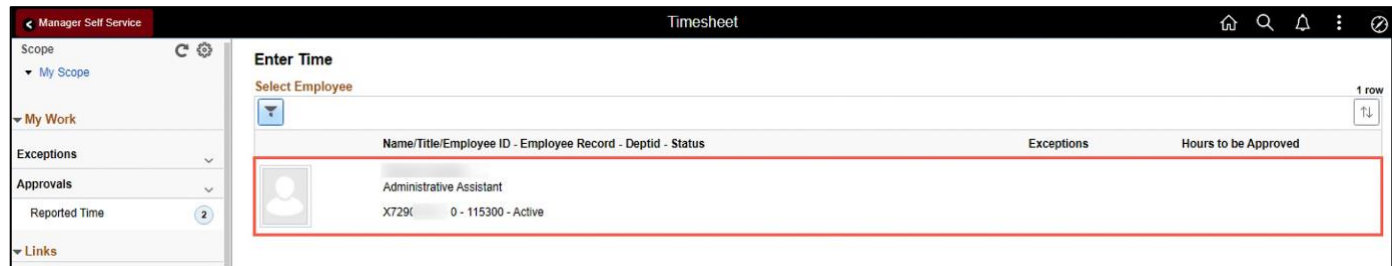 Manager Self Service
Timesheet
Scope
My Scope
My Work
Exceptions
Approvals
Reported Time 2
Links
Enter Time
Select Employee
1 row
Name/Title/Employee ID - Employee Record - Deptid - Status Exceptions Hours to be Approved
Administrative Assistant
X729 0 - 115300 - Active